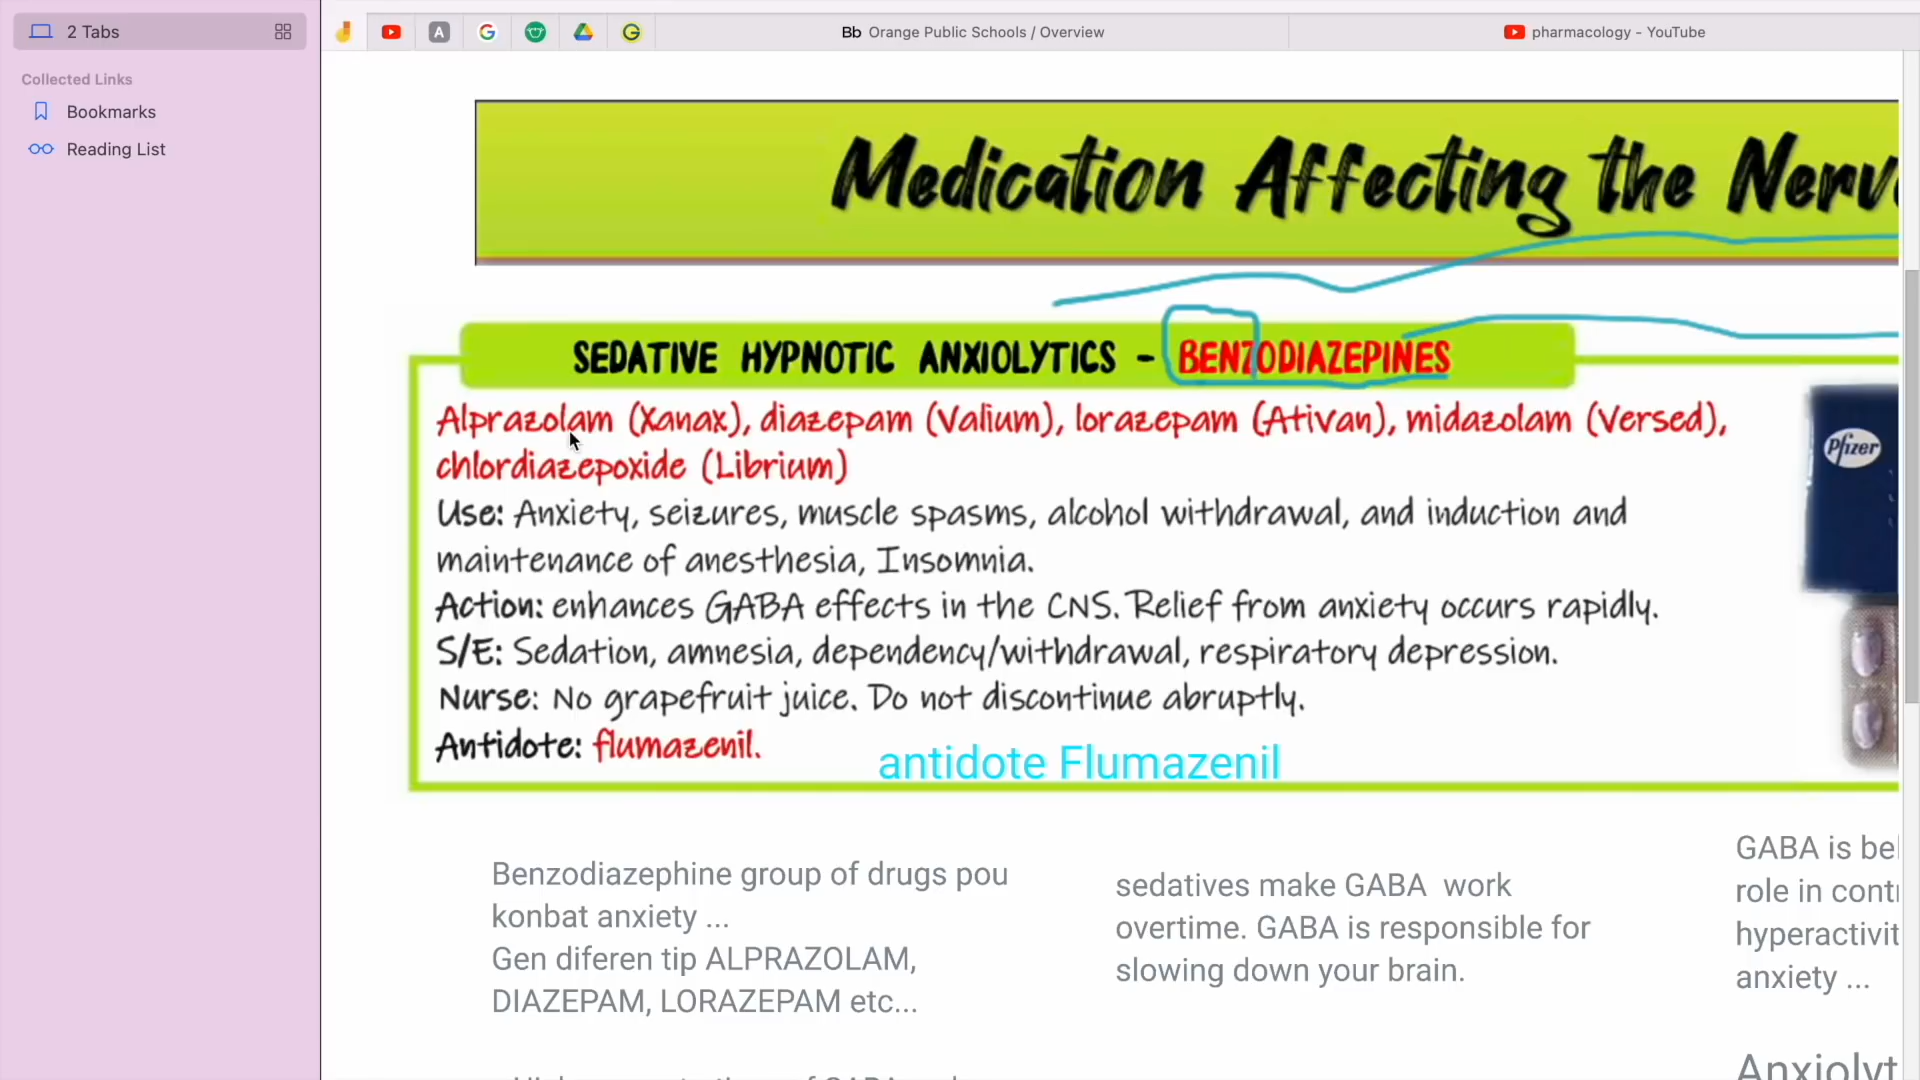 2 Tabs
Collected Links
Bookmarks
Reading List
A
G
G
Bb Orange Public Schools / Overview
pharmacology - YouTube
Medication Affecting the Nerv
SEDATIVE HYPNOTIC ANXIOLYTICS - BENZODIAZEPINES
Alprazolam (Xanax), diazepam (Valium), lorazepam (Ativan), midazolam (Versed),
chlordiazepoxide (Librium)
Use: Anxiety, seizures, muscle spasms, alcohol withdrawal, and induction and
maintenance of anesthesia, Insomnia.
Action: enhances GABA effects in the CNS. Relief from anxiety occurs rapidly.
S/E: Sedation, amnesia, dependency/withdrawal, respiratory depression.
Nurse: No grapefruit juice. Do not discontinue abruptly.
Antidote: flumazenil.
antidote Flumazenil
Pfizer
Benzodiazephine group of drugs pou
konbat anxiety ...
Gen diferen tip ALPRAZOLAM,
DIAZEPAM, LORAZEPAM etc...
sedatives make GABA work
overtime. GABA is responsible for
slowing down your brain.
GABA is be
role in cont
hyperactivit
anxiety ...
Anxiolyt